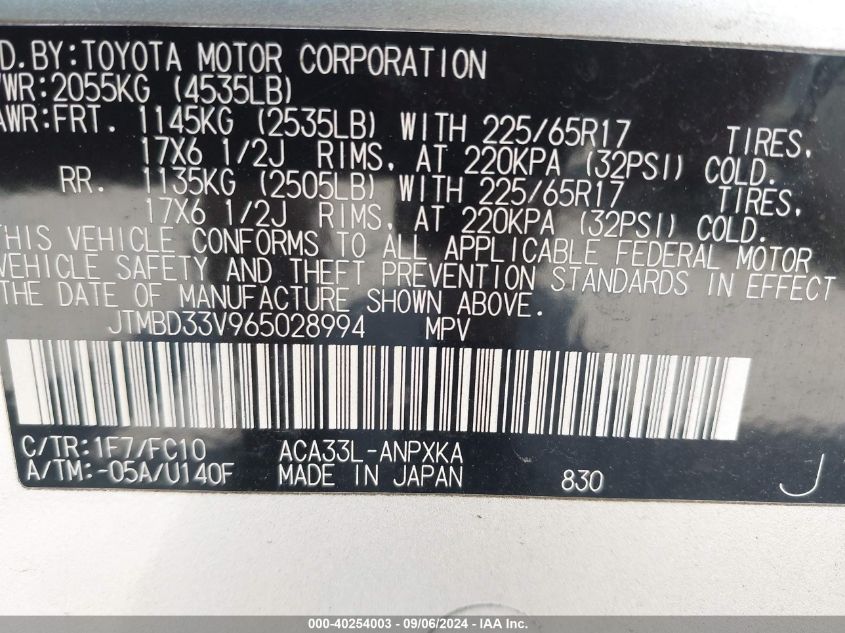 D.BY:TOYOTA MOTOR CORPORATION
VWR:2055KG (4535LB)
AWR:FRT. 1145KG (2535LB) WITH 225/65R17 TIRES,
17X6 1/2J RIMS, AT 220KPA (32PSI) COLD.
RR. 1135KG (2505LB) WITH 225/65R17 TIRES,
17X6 1/2J RIMS, AT 220KPA (32PSI) COLD.
THIS VEHICLE CONFORMS TO ALL APPLICABLE FEDERAL MOTOR
VEHICLE SAFETY AND THEFT PREVENTION STANDARDS IN EFFECT
THE DATE OF MANUFACTURE SHOWN ABOVE.
JTMBD33V965028994 MPV
C/TR:1F7/FC10 ACA33L-ANPXKA
A/TM:-05A/U140F MADE IN JAPAN 830 J
000-40254003 - 09/06/2024 - IAAI.com